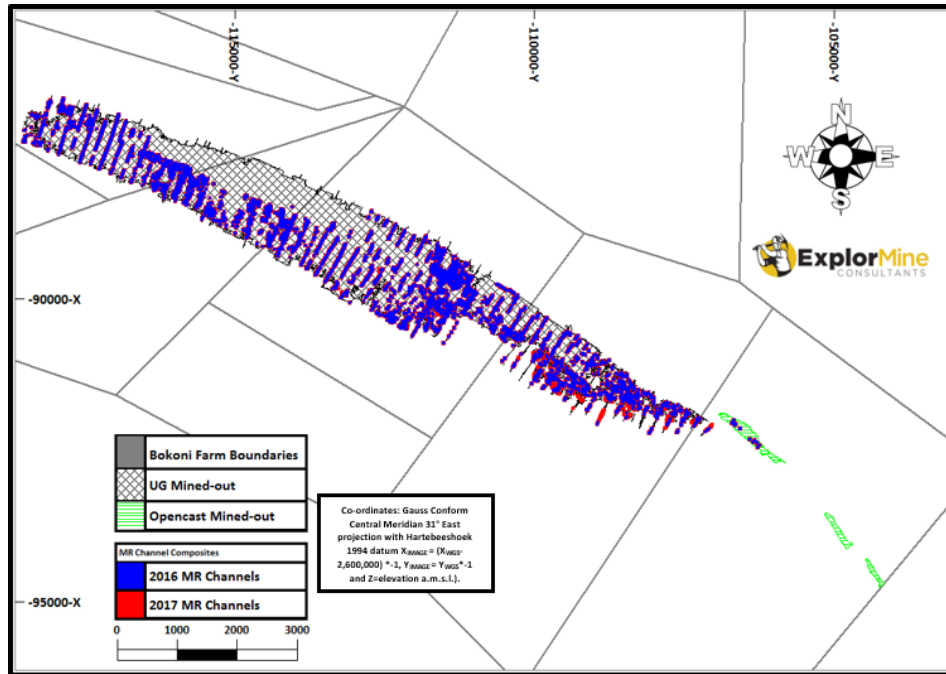 -115000-Y
-110000-Y
-105000-Y
N
W E
S
ExplorMine
CONSULTANTS
-90000-X
Bokoni Farm Boundaries
UG Mined-out
Opencast Mined-out
MR Channel Composites
2016 MR Channels
2017 MR Channels
0 1000 2000 3000
Co-ordinates: Gauss Conform
Central Meridian 31° East
projection with Hartebeeshoek
1994 datum XIMAGE = (XWGS-
2,600,000) *-1, YIMAGE = YWGS*-1
and Z=elevation a.m.s.l.).
-95000-X